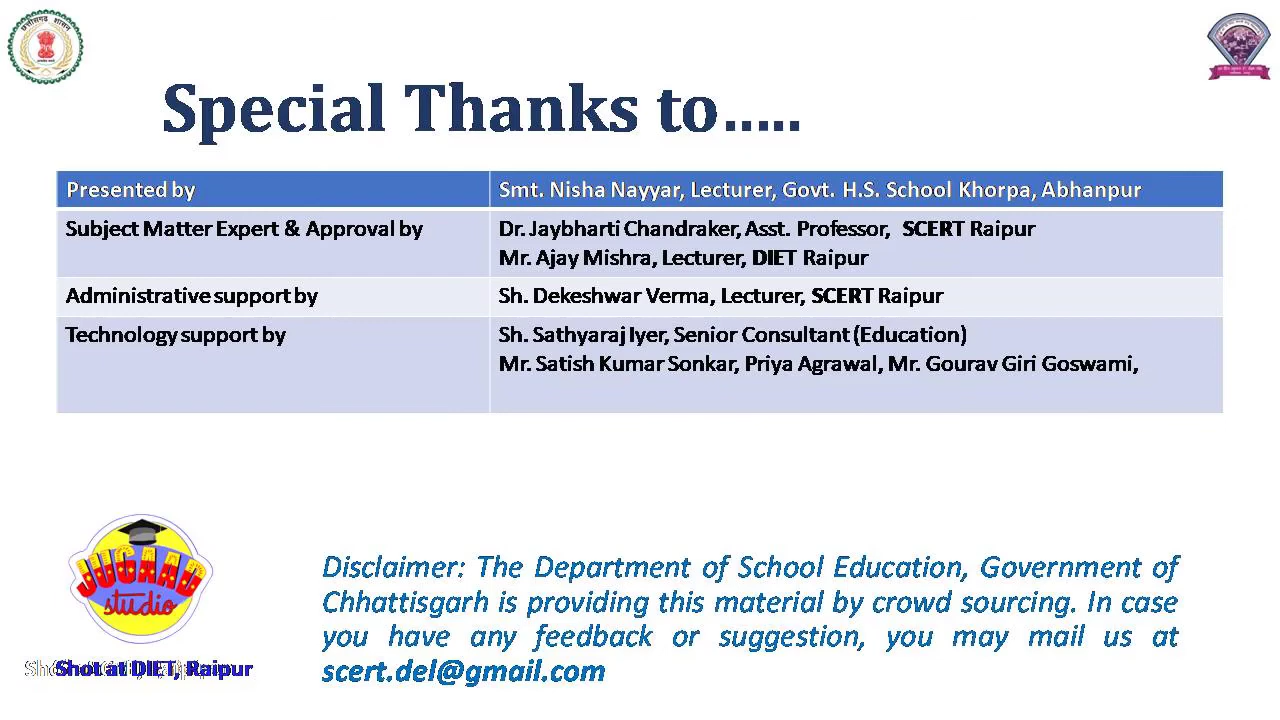 छत्तीसगढ़ शासन
Special Thanks to.....
Presented by
Smt. Nisha Nayyar, Lecturer, Govt. H.S. School Khorpa, Abhanpur
Subject Matter Expert & Approval by
Dr. Jaybharti Chandraker, Asst. Professor, SCERT Raipur
Mr. Ajay Mishra, Lecturer, DIET Raipur
Administrative support by
Sh. Dekeshwar Verma, Lecturer, SCERT Raipur
Technology support by
Sh. Sathyaraj Iyer, Senior Consultant (Education)
Mr. Satish Kumar Sonkar, Priya Agrawal, Mr. Gourav Giri Goswami,
JUGAAD
studio
Shot at DIET, Raipur
Disclaimer: The Department of School Education, Government of
Chhattisgarh is providing this material by crowd sourcing. In case
you have any feedback or suggestion, you may mail us at
scert.del@gmail.com